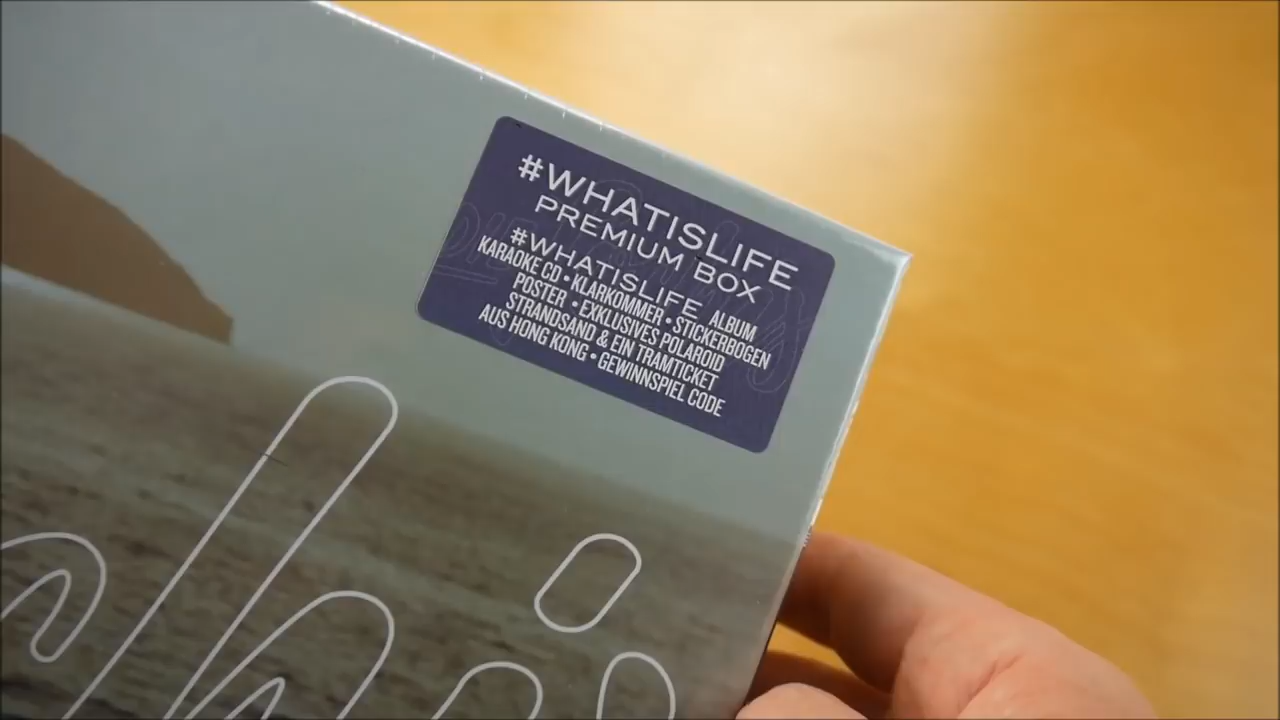 #WHATISLIFE
PREMIUM BOX
#WHATISLIFE ALBUM
KARAOKE CD • KLARKOMMER • STICKERBOGEN
POSTER • EXKLUSIVES POLAROID
STRANDSAND & EIN TRAMTICKET
AUS HONG KONG • GEWINNSPIEL CODE